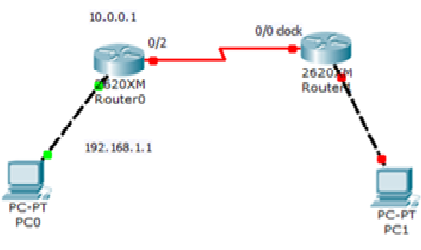 10.0.0.1
0/2
0/0 clock
2620XM
Router0
2620XM
192.168.1.1
PC-PT
PC0
PC-PT
PC1